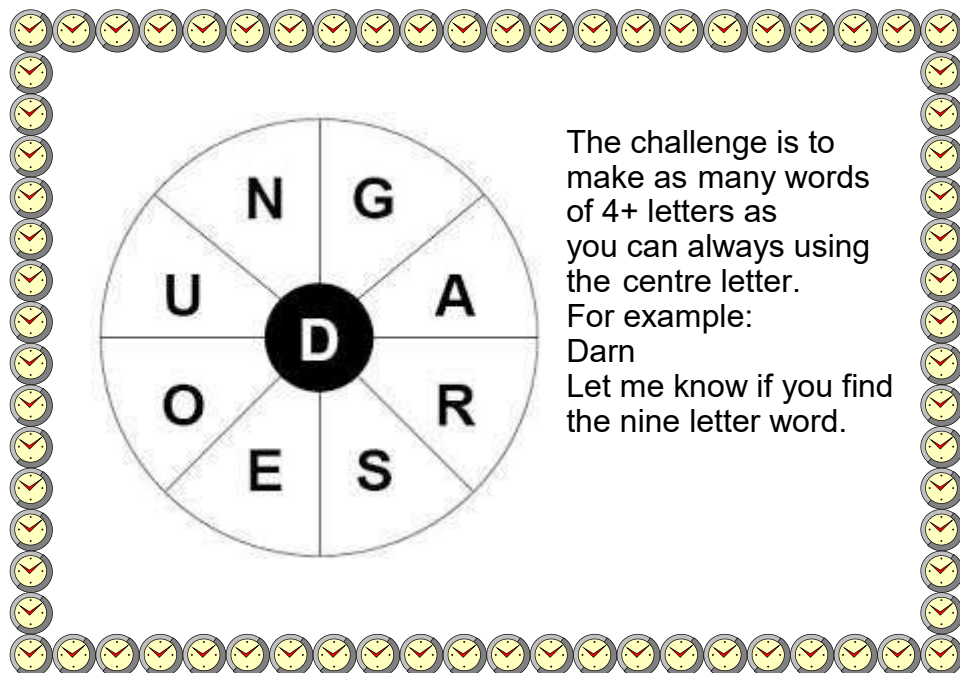 N G
U A
D
O R
E S
The challenge is to
make as many words
of 4+ letters as
you can always using
the centre letter.
For example:
Darn
Let me know if you find
the nine letter word.